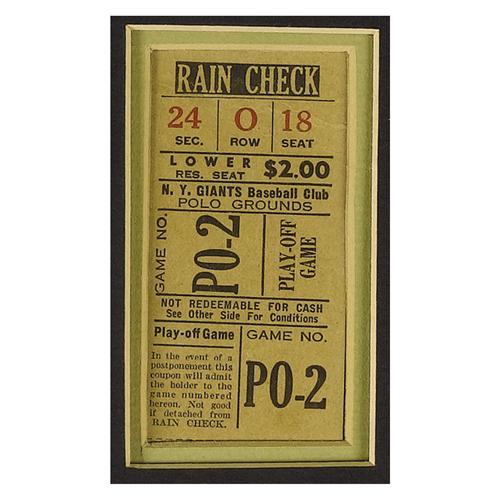 RAIN CHECK
24 O 18
SEC. ROW SEAT
LOWER
RES. SEAT $2.00
N. Y. GIANTS Baseball Club
POLO GROUNDS
GAME NO.
PO-2
PLAY-OFF
GAME
NOT REDEEMABLE FOR CASH
See Other Side For Conditions
Play-off Game
In the event of a
postponement this
coupon will admit
the holder to the
game numbered
hereon. Not good
if detached from
RAIN CHECK.
GAME NO.
PO-2